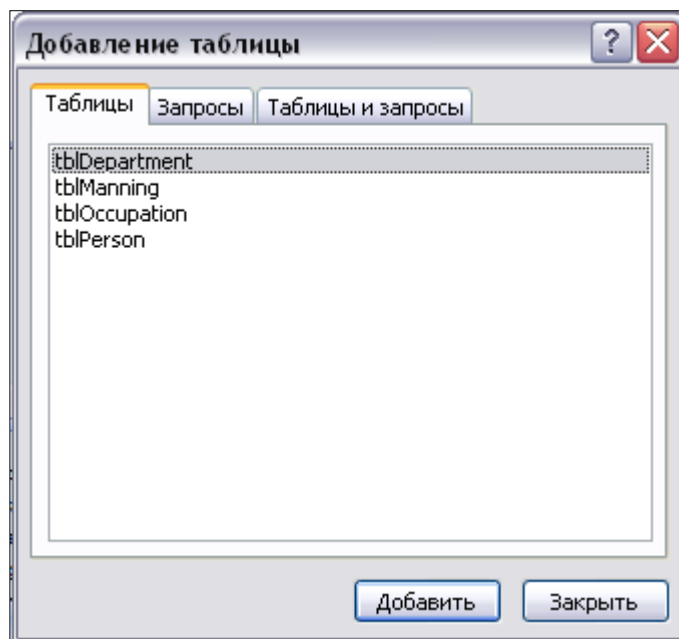 Добавление таблицы
Таблицы Запросы Таблицы и запросы
tblDepartment
tblManning
tblOccupation
tblPerson
Добавить Закрыть